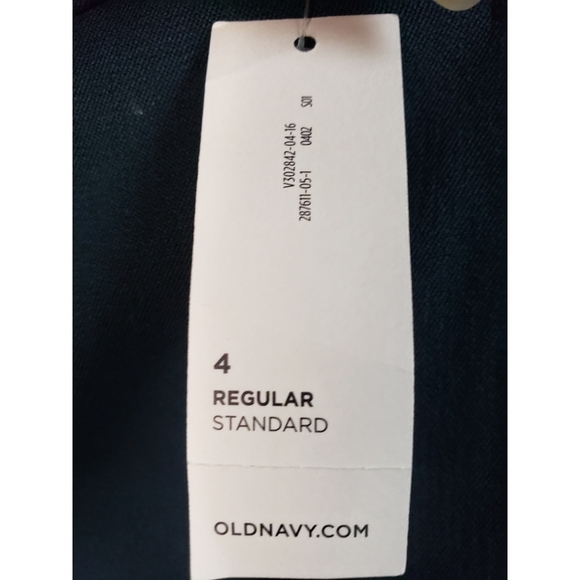 V302842-04-16
287611-05-1 0402 S01
4
REGULAR
STANDARD
OLDNAVY.COM